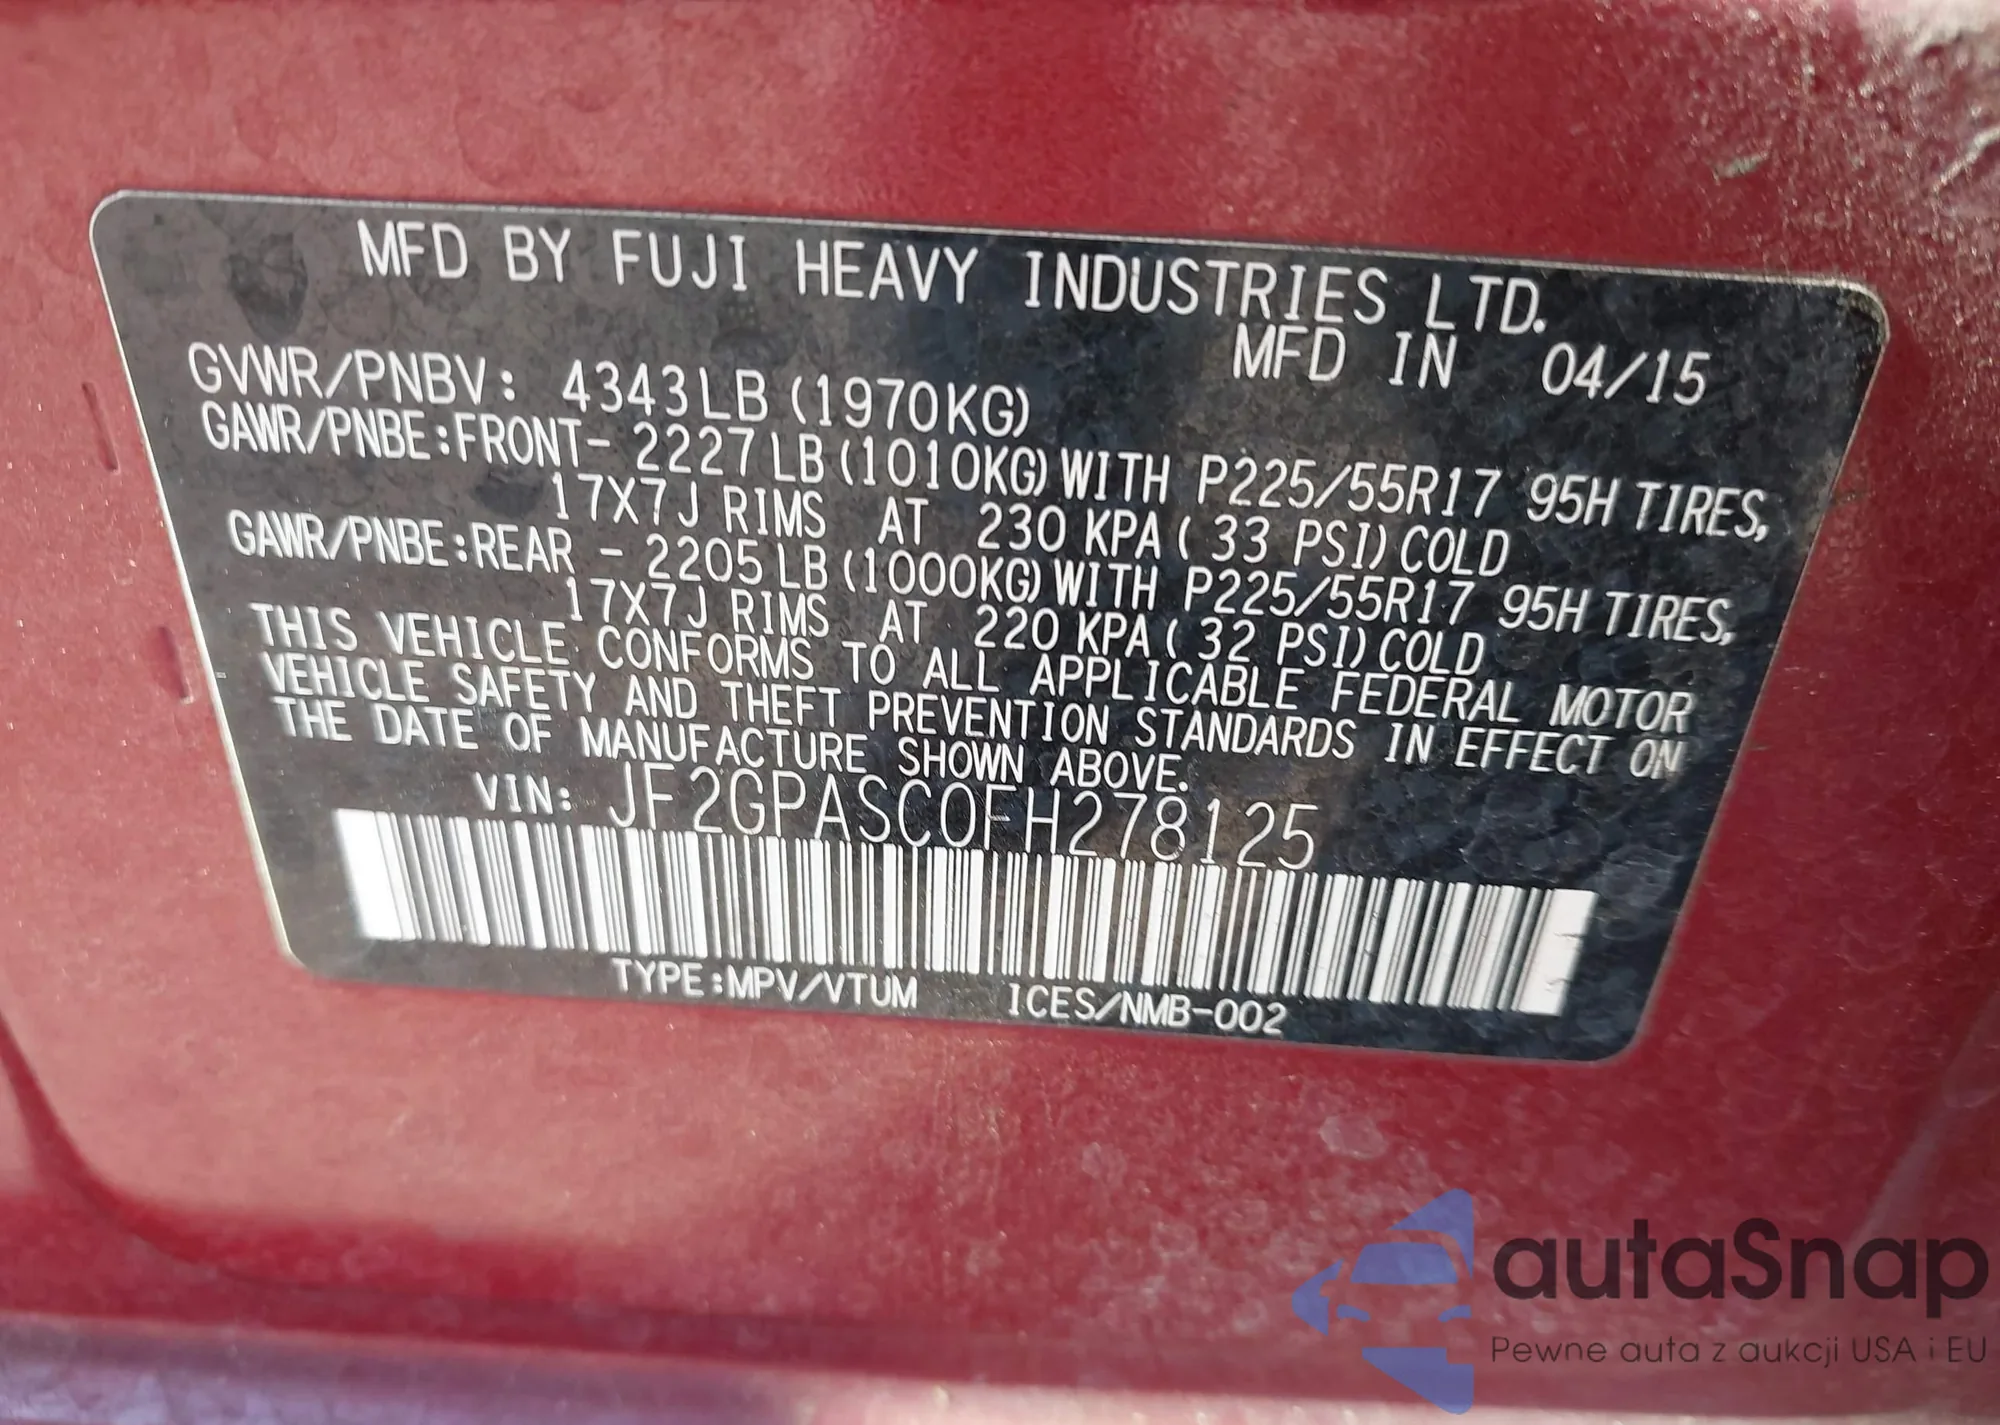 MFD BY FUJI HEAVY INDUSTRIES LTD.
MFD IN 04/15
GVWR/PNBV: 4343LB (1970KG)
GAWR/PNBE:FRONT- 2227LB (1010KG) WITH P225/55R17 95H TIRES,
17X7J RIMS AT 230 KPA ( 33 PSI) COLD
GAWR/PNBE:REAR - 2205LB (1000KG) WITH P225/55R17 95H TIRES,
17X7J RIMS AT 220 KPA ( 32 PSI) COLD
THIS VEHICLE CONFORMS TO ALL APPLICABLE FEDERAL MOTOR
VEHICLE SAFETY AND THEFT PREVENTION STANDARDS IN EFFECT ON
THE DATE OF MANUFACTURE SHOWN ABOVE.
VIN: JF2GPASC0FH278125
TYPE:MPV/VTUM ICES/NMB-002
autaSnap
Pewne auta z aukcji USA i EU